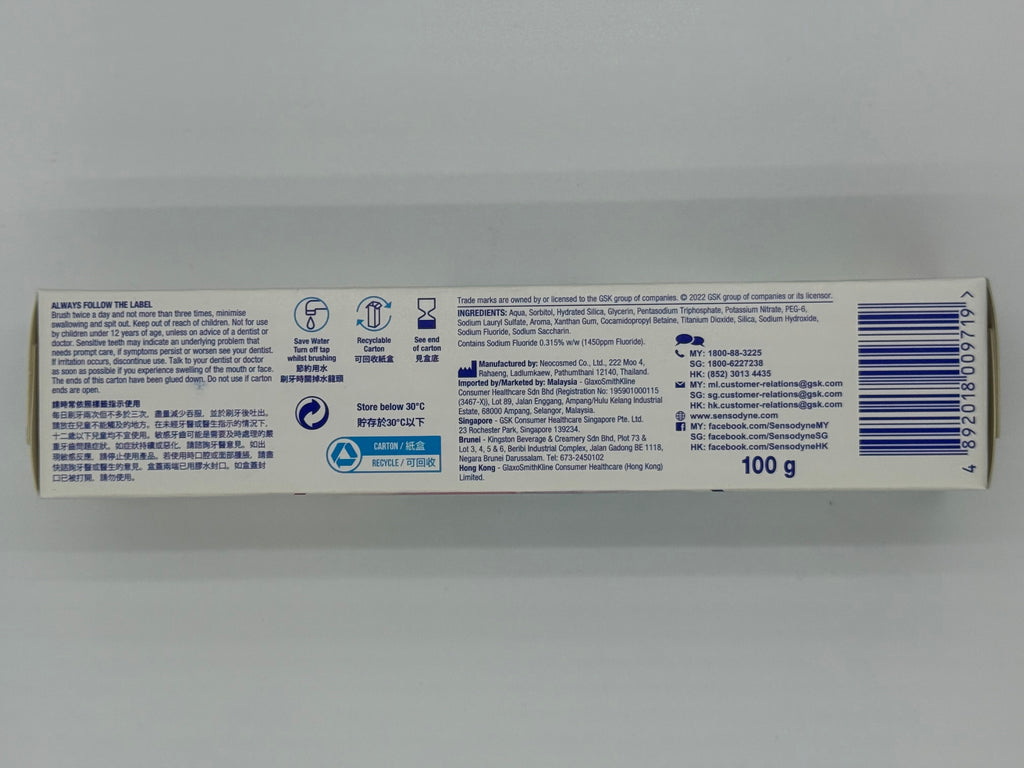 ALWAYS FOLLOW THE LABEL
Brush twice a day and not more than three times, minimise
swallowing and spit out. Keep out of reach of children. Not for use
by children under 12 years of age, unless on advice of a dentist or
doctor. Sensitive teeth may indicate an underlying problem that
needs prompt care, if symptoms persist or worsen see your dentist.
If irritation occurs, discontinue use. Talk to your dentist or doctor
as soon as possible if you experience swelling of the mouth or face.
The ends of this carton have been glued down. Do not use if carton
ends are open.
請時常依照標籤指示使用
每日刷牙兩次但不多於三次，盡量減少吞服，並於刷牙後吐出。
請放在兒童不能觸及的地方。在未經牙醫或醫生指示的情況下，
十二歲以下兒童均不宜使用。敏感牙齒可能是需要及時處理的嚴
重牙齒問題症狀，如症狀持續或惡化，請諮詢牙醫意見。如出
現敏感反應，請停止使用產品。若使用時口腔或面部腫脹，請盡
快諮詢牙醫或醫生的意見。盒蓋兩端已用膠水封口。如盒蓋封
口已被打開，請勿使用。
Save Water
Turn off tap
whilst brushing
節約用水
刷牙時關掉水龍頭
Recyclable
Carton
可回收紙盒
See end
of carton
見盒底
Store below 30°C
貯存於30°C以下
CARTON / 紙盒
RECYCLE / 可回收
Trade marks are owned by or licensed to the GSK group of companies. © 2022 GSK group of companies or its licensor.
INGREDIENTS: Aqua, Sorbitol, Hydrated Silica, Glycerin, Pentasodium Triphosphate, Potassium Nitrate, PEG-6,
Sodium Lauryl Sulfate, Aroma, Xanthan Gum, Cocamidopropyl Betaine, Titanium Dioxide, Silica, Sodium Hydroxide,
Sodium Fluoride, Sodium Saccharin.
Contains Sodium Fluoride 0.315% w/w (1450ppm Fluoride).
Manufactured by: Neocosmed Co., Ltd., 222 Moo 4,
Rahaeng, Ladlumkaew, Pathumthani 12140, Thailand.
Imported by/Marketed by: Malaysia - GlaxoSmithKline
Consumer Healthcare Sdn Bhd (Registration No: 195901000115
(3467-X)), Lot 89, Jalan Enggang, Ampang/Hulu Kelang Industrial
Estate, 68000 Ampang, Selangor, Malaysia.
Singapore - GSK Consumer Healthcare Singapore Pte. Ltd.
23 Rochester Park, Singapore 139234.
Brunei - Kingston Beverage & Creamery Sdn Bhd, Plot 73 &
Lot 3, 4, 5 & 6, Beribi Industrial Complex, Jalan Gadong BE 1118,
Negara Brunei Darussalam. Tel: 673-2450102
Hong Kong - GlaxoSmithKline Consumer Healthcare (Hong Kong)
Limited.
MY: 1800-88-3225
SG: 1800-6227238
HK: (852) 3013 4435
MY: ml.customer-relations@gsk.com
SG: sg.customer-relations@gsk.com
HK: hk.customer-relations@gsk.com
www.sensodyne.com
MY: facebook.com/SensodyneMY
SG: facebook.com/SensodyneSG
HK: facebook.com/SensodyneHK
100 g
4 892018 009719 >